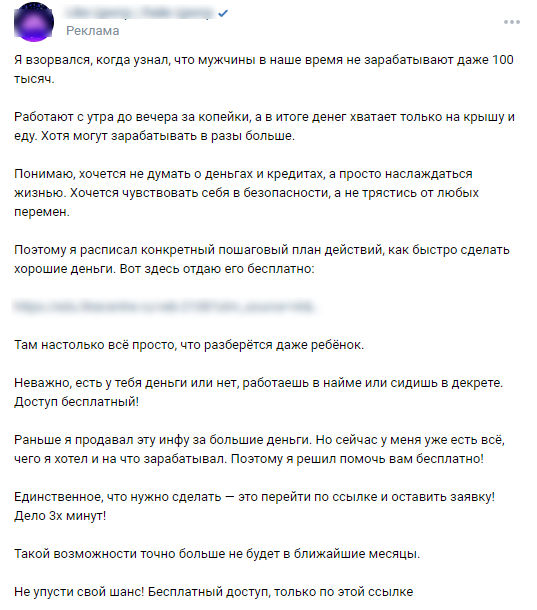 Реклама
Я взорвался, когда узнал, что мужчины в наше время не зарабатывают даже 100
тысяч.
Работают с утра до вечера за копейки, а в итоге денег хватает только на крышу и
еду. Хотя могут зарабатывать в разы больше.
Понимаю, хочется не думать о деньгах и кредитах, а просто наслаждаться
жизнью. Хочется чувствовать себя в безопасности, а не трястись от любых
перемен.
Поэтому я расписал конкретный пошаговый план действий, как быстро сделать
хорошие деньги. Вот здесь отдаю его бесплатно:
Там настолько всё просто, что разберётся даже ребёнок.
Неважно, есть у тебя деньги или нет, работаешь в найме или сидишь в декрете.
Доступ бесплатный!
Раньше я продавал эту инфу за большие деньги. Но сейчас у меня уже есть всё,
чего я хотел и на что зарабатывал. Поэтому я решил помочь вам бесплатно!
Единственное, что нужно сделать — это перейти по ссылке и оставить заявку!
Дело 3х минут!
Такой возможности точно больше не будет в ближайшие месяцы.
Не упусти свой шанс! Бесплатный доступ, только по этой ссылке